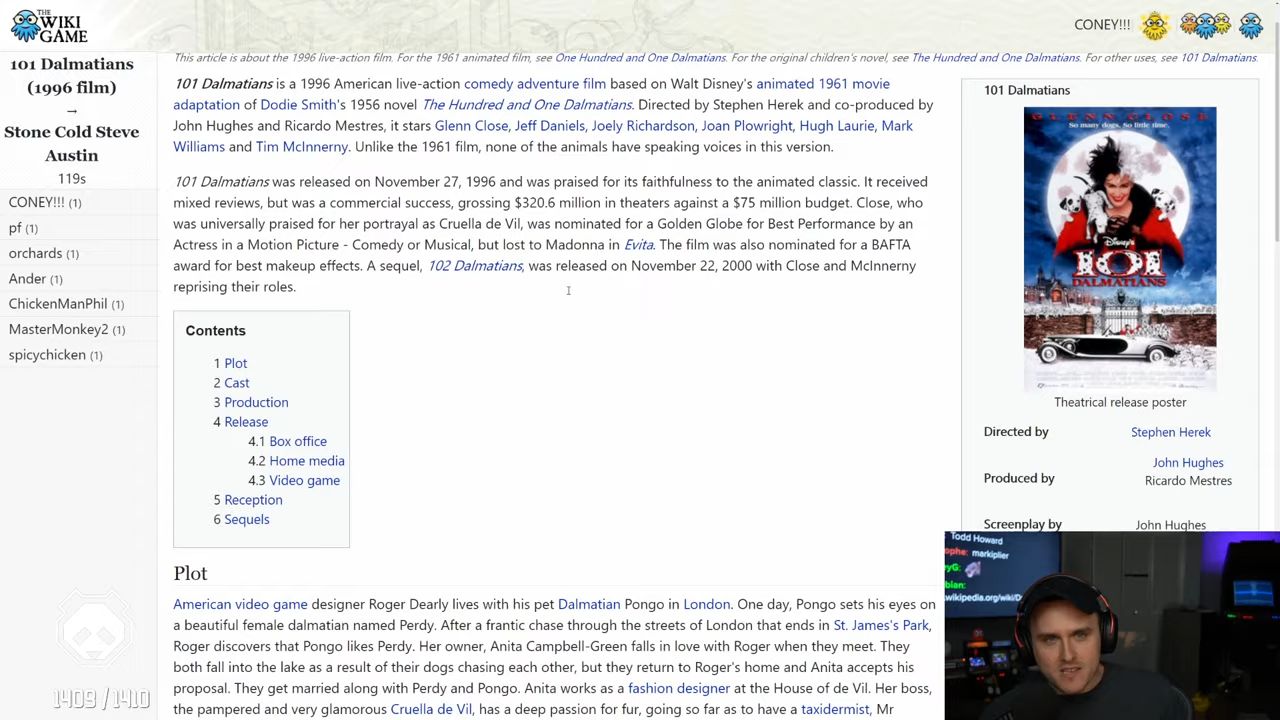 THE
WIKI
GAME
CONEY!!!
101 Dalmatians
(1996 film)
→
Stone Cold Steve
Austin
119s
CONEY!!! (1)
pf (1)
orchards (1)
Ander (1)
ChickenManPhil (1)
MasterMonkey2 (1)
spicychicken (1)
1409 / 1410
This article is about the 1996 live-action film. For the 1961 animated film, see One Hundred and One Dalmatians. For the original children's novel, see The Hundred and One Dalmatians. For other uses, see 101 Dalmatians.
101 Dalmatians is a 1996 American live-action comedy adventure film based on Walt Disney's animated 1961 movie
adaptation of Dodie Smith's 1956 novel The Hundred and One Dalmatians. Directed by Stephen Herek and co-produced by
John Hughes and Ricardo Mestres, it stars Glenn Close, Jeff Daniels, Joely Richardson, Joan Plowright, Hugh Laurie, Mark
Williams and Tim McInnerny. Unlike the 1961 film, none of the animals have speaking voices in this version.
101 Dalmatians was released on November 27, 1996 and was praised for its faithfulness to the animated classic. It received
mixed reviews, but was a commercial success, grossing $320.6 million in theaters against a $75 million budget. Close, who
was universally praised for her portrayal as Cruella de Vil, was nominated for a Golden Globe for Best Performance by an
Actress in a Motion Picture - Comedy or Musical, but lost to Madonna in Evita. The film was also nominated for a BAFTA
award for best makeup effects. A sequel, 102 Dalmatians, was released on November 22, 2000 with Close and McInnerny
reprising their roles.
Contents
1 Plot
2 Cast
3 Production
4 Release
4.1 Box office
4.2 Home media
4.3 Video game
5 Reception
6 Sequels
Plot
American video game designer Roger Dearly lives with his pet Dalmatian Pongo in London. One day, Pongo sets his eyes on
a beautiful female dalmatian named Perdy. After a frantic chase through the streets of London that ends in St. James's Park,
Roger discovers that Pongo likes Perdy. Her owner, Anita Campbell-Green falls in love with Roger when they meet. They
both fall into the lake as a result of their dogs chasing each other, but they return to Roger's home and Anita accepts his
proposal. They get married along with Perdy and Pongo. Anita works as a fashion designer at the House of de Vil. Her boss,
the pampered and very glamorous Cruella de Vil, has a deep passion for fur, going so far as to have a taxidermist, Mr
101 Dalmatians
GLENN CLOSE
So many dogs. So little time.
Disney's
101
DALMATIANS
Theatrical release poster
Directed by Stephen Herek
John Hughes
Produced by Ricardo Mestres
Screenplay by John Hughes
Todd Howard
ophe: markiplier
yG:
bian:
wikipedia.org/wiki/D